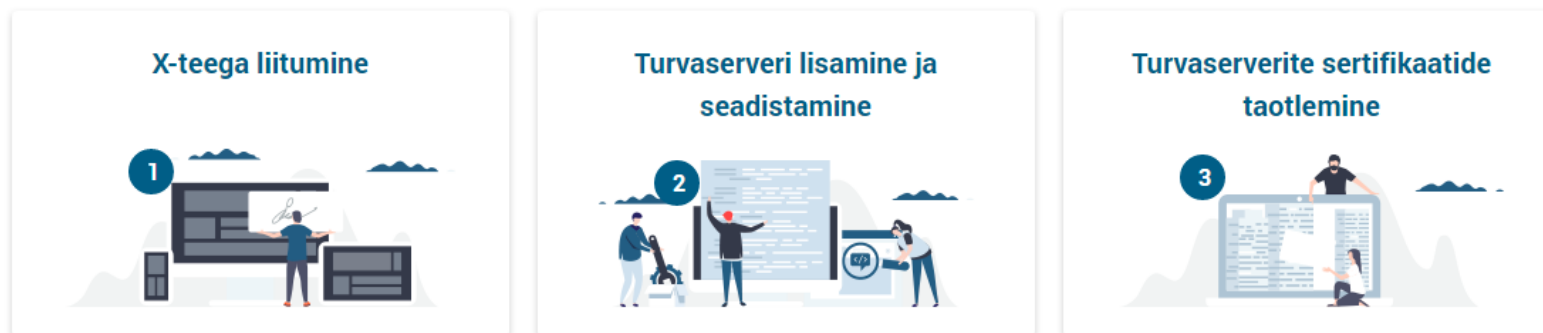 X-teega liitumine
1
Turvaserveri lisamine ja
seadistamine
2
Turvaserverite sertifikaatide
taotlemine
3